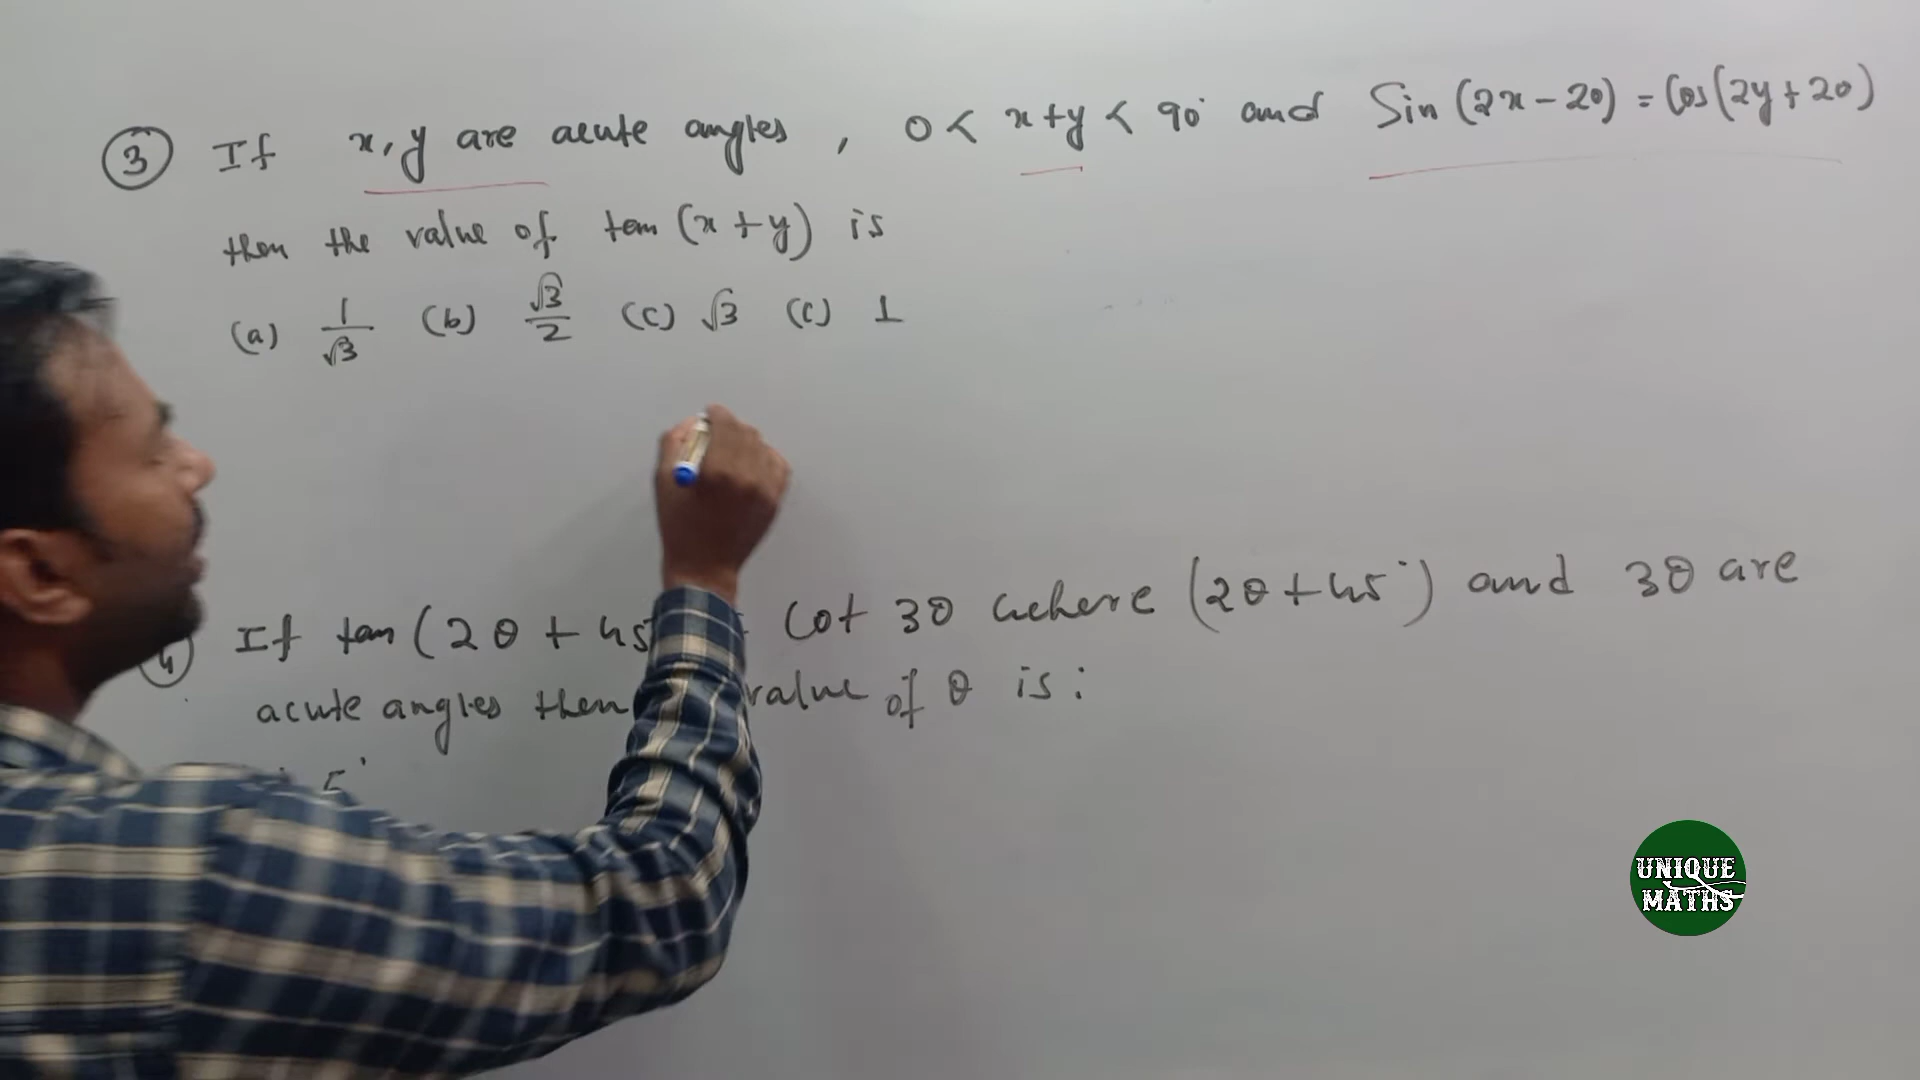 ③ If x, y are acute angles, 0 < x+y < 90° and Sin (2x - 20) = Cos(2y + 20)
then the value of tan (x + y) is
(a) 1/√3 (b) √3/2 (c) √3 (c) 1
If tan (2θ + 45 Cot 3θ where (2θ + 45°) and 3θ are
acute angles then value of θ is :
UNIQUE
MATHS